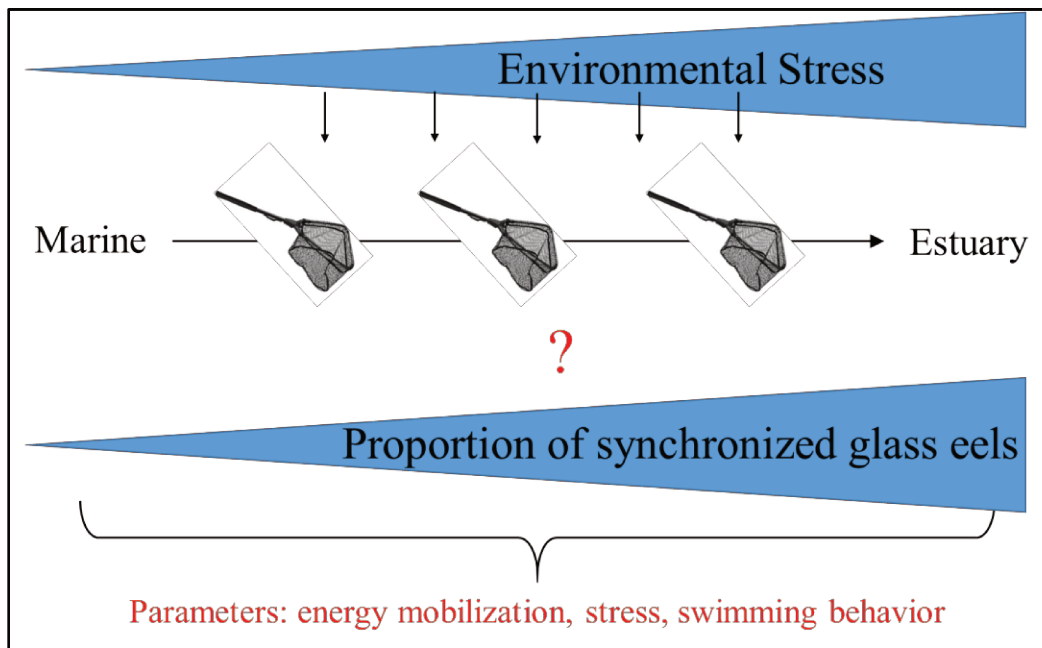 Environmental Stress
Marine
Estuary
?
Proportion of synchronized glass eels
Parameters: energy mobilization, stress, swimming behavior